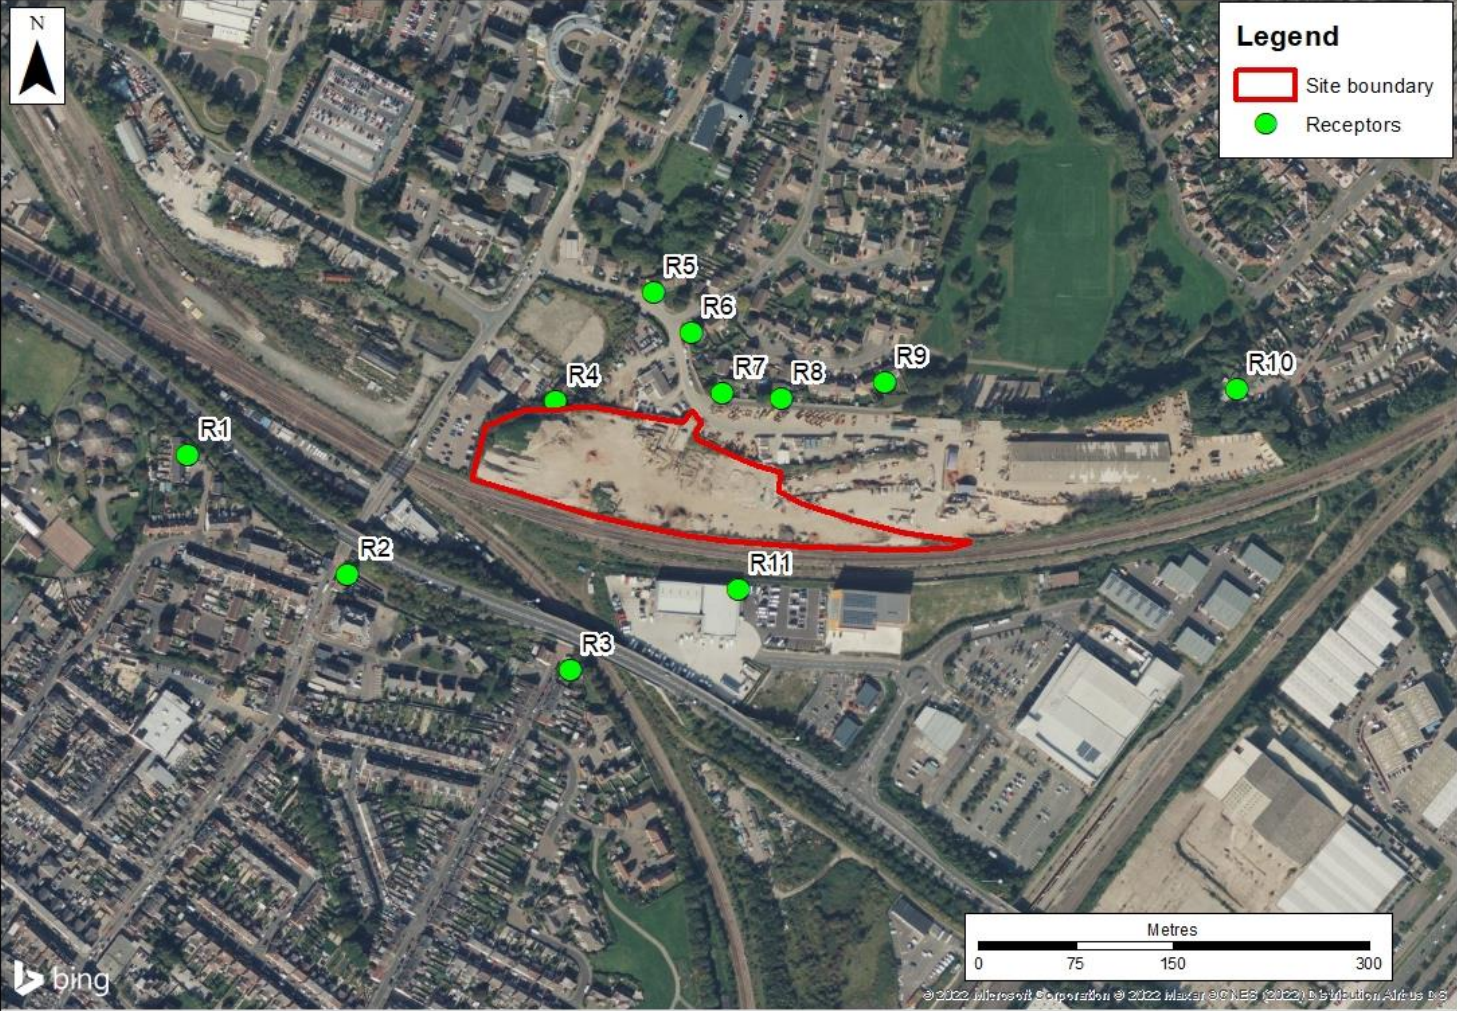 N
Legend
Site boundary
Receptors
R5
R6
R9
R10
R7
R8
R4
R1
R2
R11
R3
Metres
0 75 150 300
bing
© 2022 Microsoft Corporation © 2022 Maxar ©CNES (2022) Distribution Airbus DS